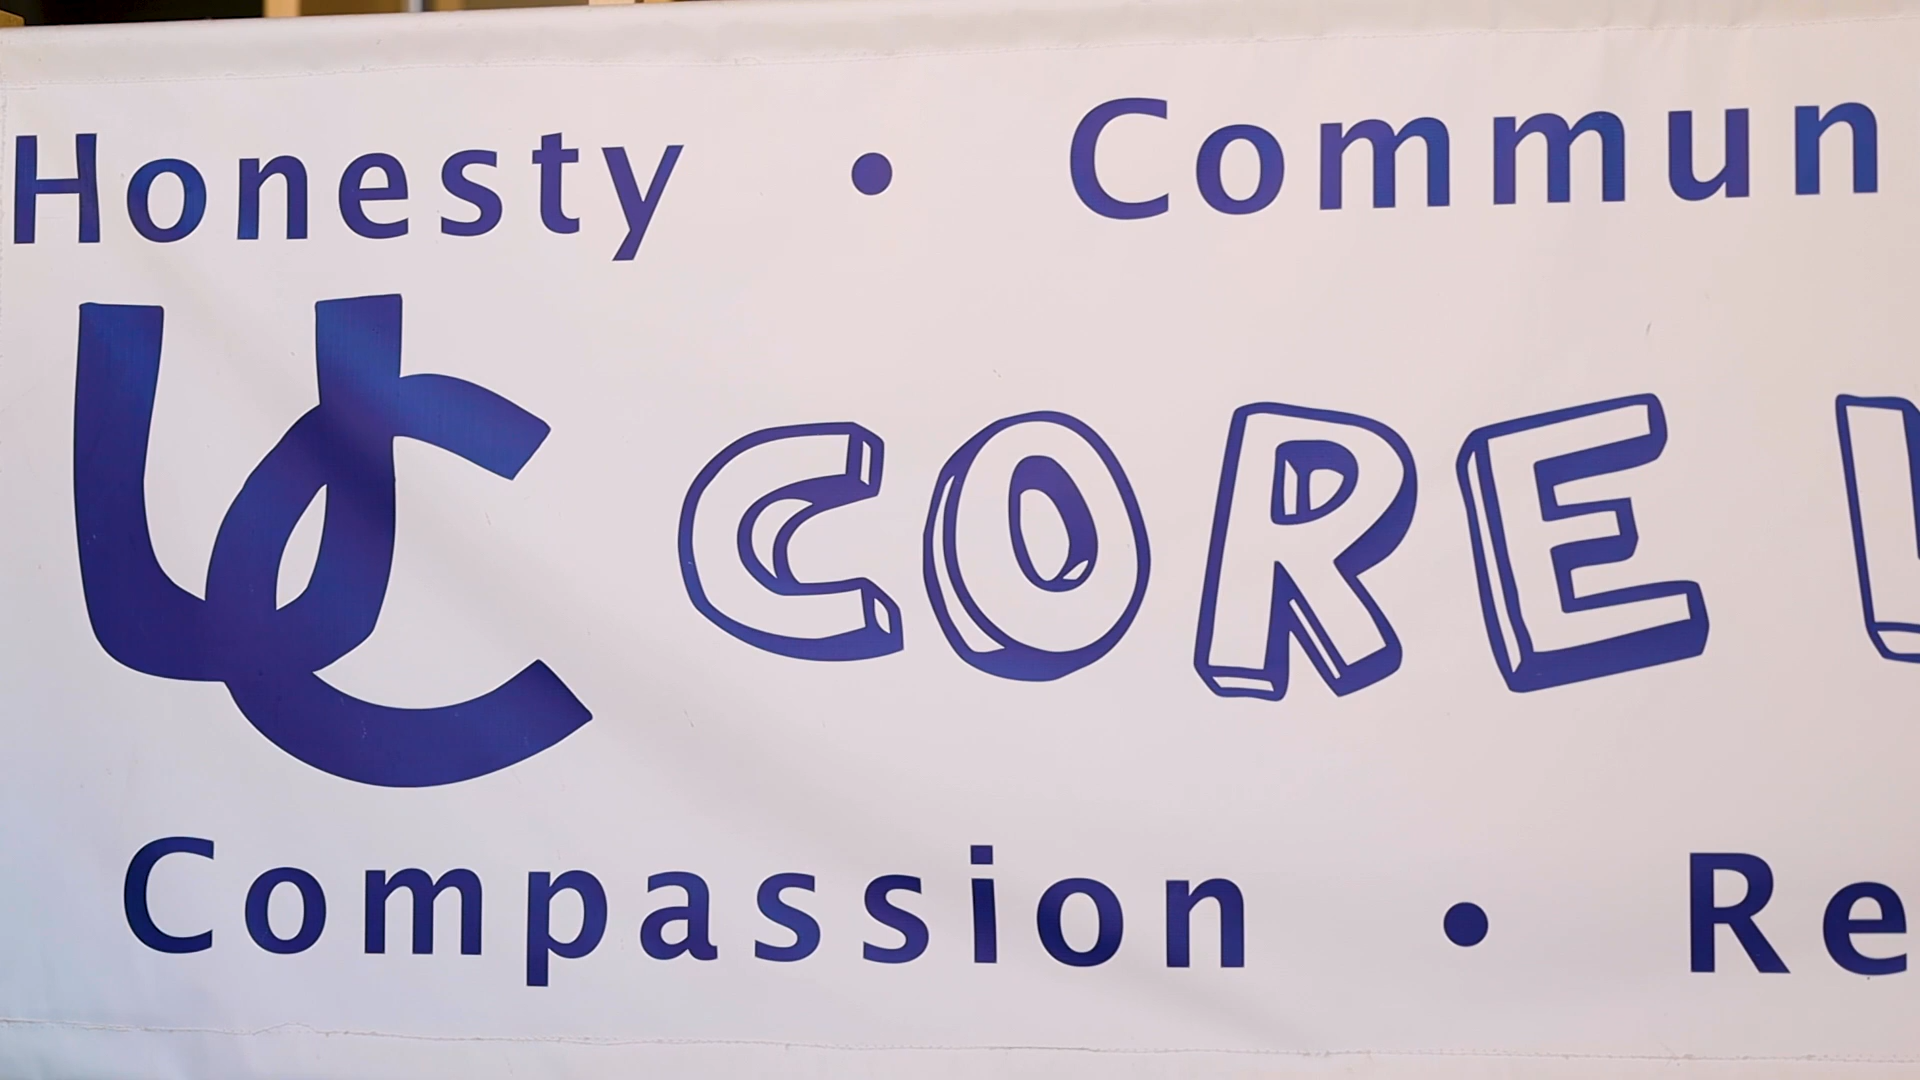 Honesty • Commun
UC CORE
Compassion • Re